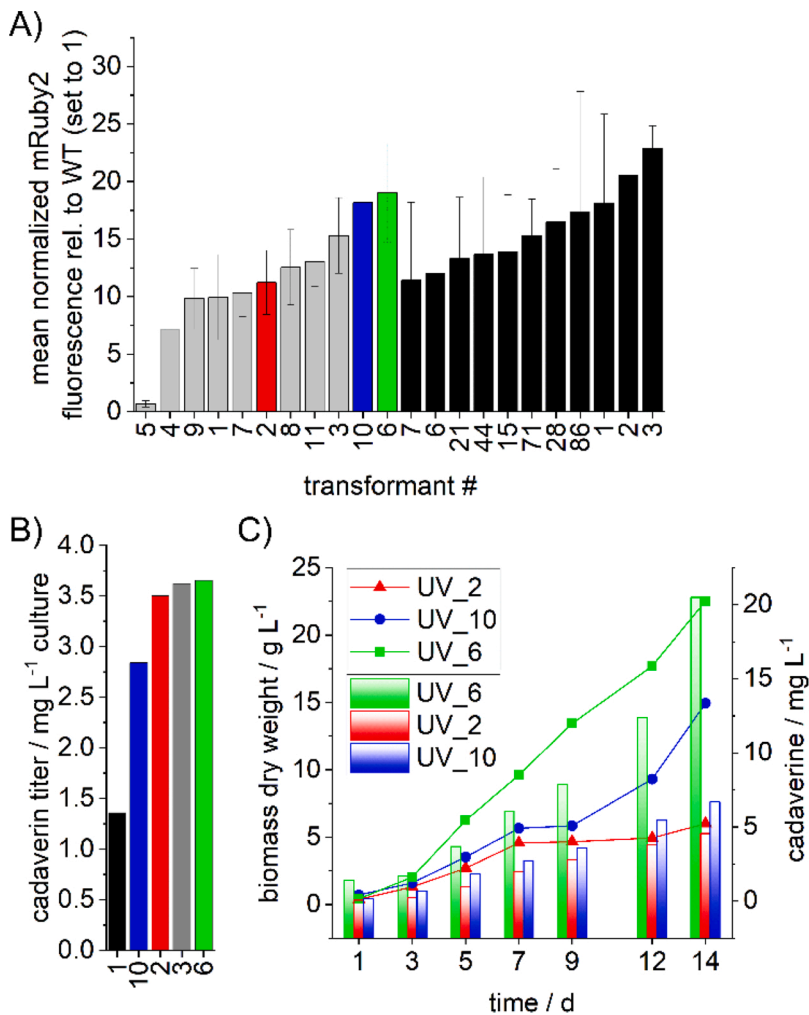 A)
mean normalized mRuby2
fluorescence rel. to WT (set to 1)
30
25
20
15
10
5
0
5 4 9 1 7 2 8 11 3 10 6 7 6 21 44 15 71 28 86 1 2 3
transformant #
B)
cadaverin titer / mg L⁻¹ culture
4.0
3.5
3.0
2.5
2.0
1.5
1.0
0.5
0.0
1 10 2 3 6
C)
biomass dry weight / g L⁻¹
25
20
15
10
5
0
UV_2
UV_10
UV_6
UV_6
UV_2
UV_10
20
15
10
5
0
cadaverine / mg L⁻¹
1 3 5 7 9 12 14
time / d